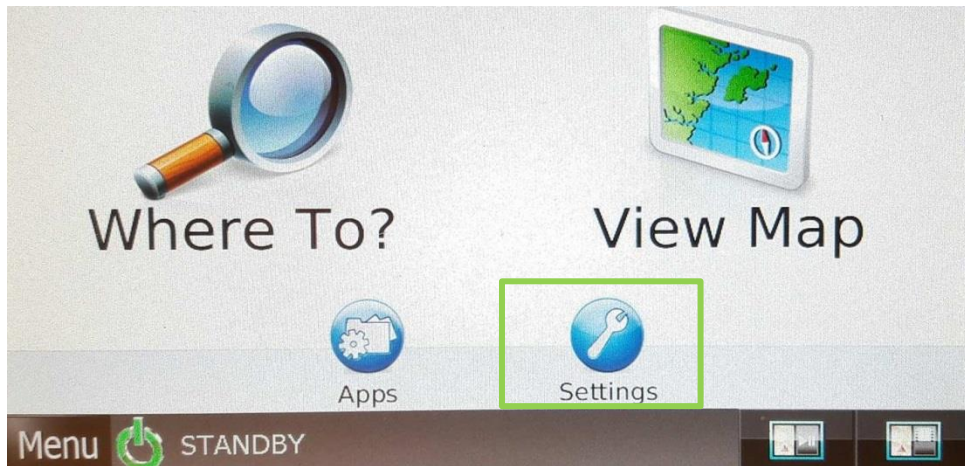 Where To?
View Map
Apps
Settings
Menu
STANDBY